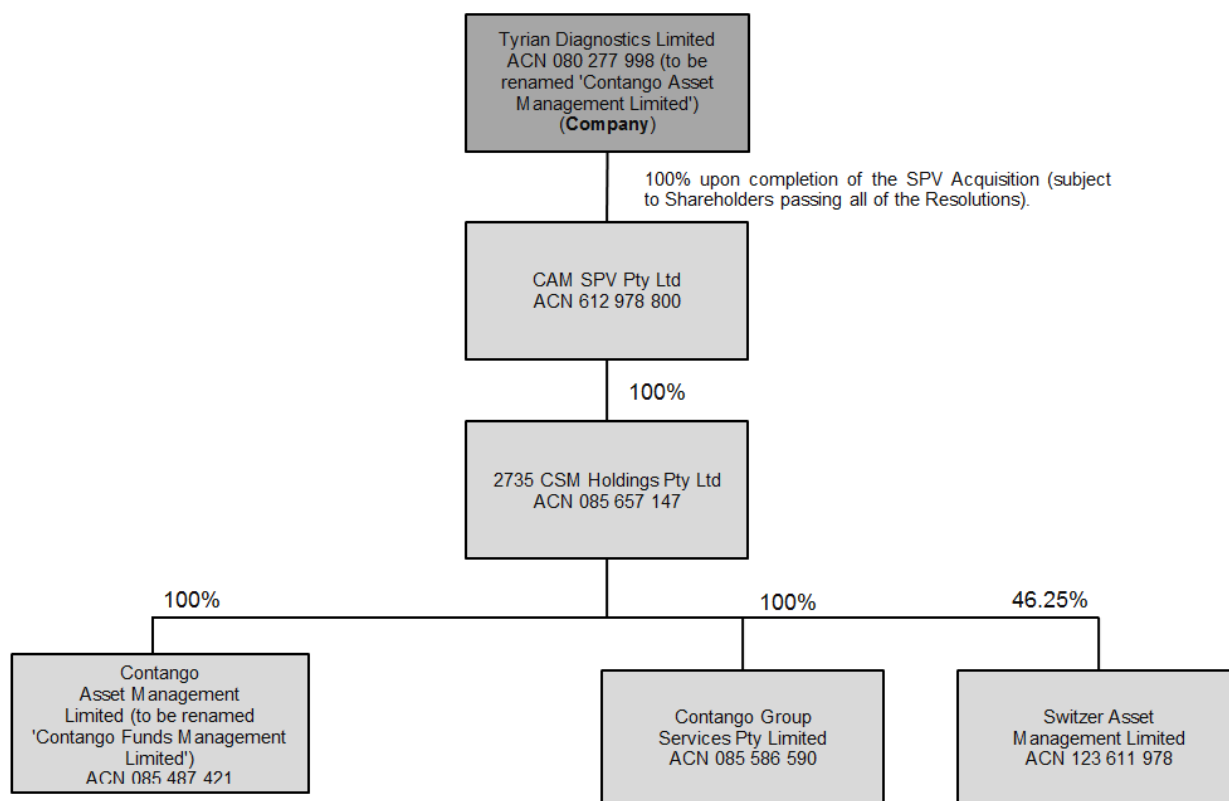 Tyrian Diagnostics Limited
ACN 080 277 998 (to be
renamed 'Contango Asset
Management Limited')
(Company)
100% upon completion of the SPV Acquisition (subject
to Shareholders passing all of the Resolutions).
CAM SPV Pty Ltd
ACN 612 978 800
100%
2735 CSM Holdings Pty Ltd
ACN 085 657 147
100%
100%
46.25%
Contango
Asset Management
Limited (to be renamed
'Contango Funds Management
Limited')
ACN 085 487 421
Contango Group
Services Pty Limited
ACN 085 586 590
Switzer Asset
Management Limited
ACN 123 611 978